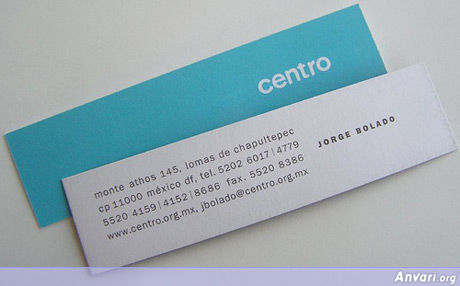 centro
monte athos 145, lomas de chapultepec
cp 11000 méxico df, tel. 5202 6017 | 4779
5520 4159 | 4152 | 8686 fax. 5520 8386
www.centro.org.mx, jbolado@centro.org.mx
JORGE BOLADO
Anvari.org